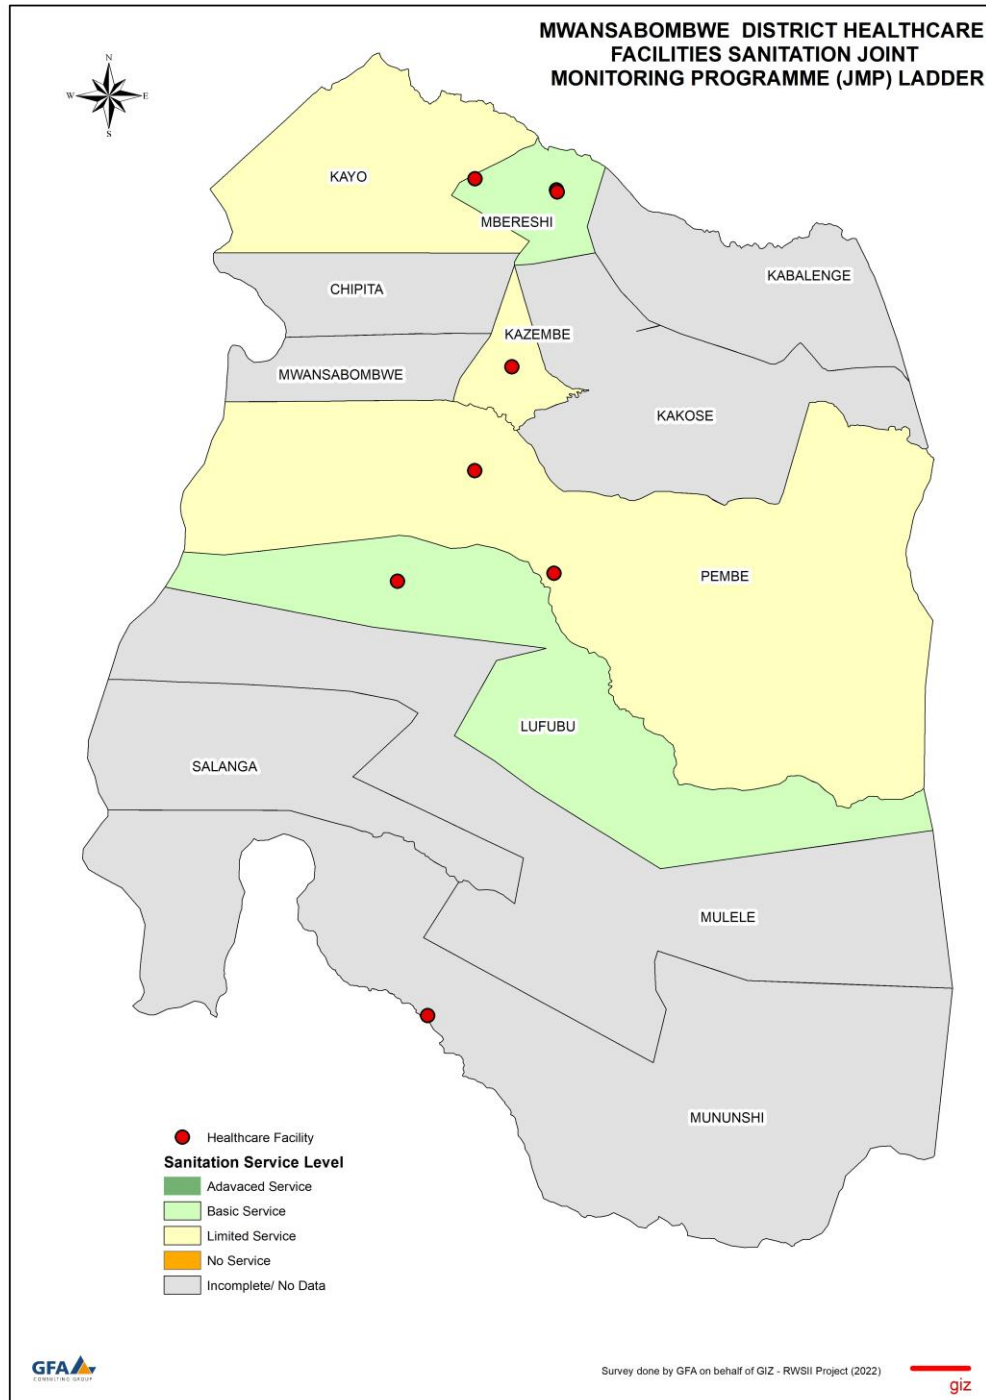 MWANSABOMBWE DISTRICT HEALTHCARE
FACILITIES SANITATION JOINT
MONITORING PROGRAMME (JMP) LADDER
N
W
E
S
KAYO
MBERESHI
KABALENGE
CHIPITA
KAZEMBE
MWANSABOMBWE
KAKOSE
PEMBE
LUFUBU
SALANGA
MULELE
MUNUNSHI
Healthcare Facility
Sanitation Service Level
Adavaced Service
Basic Service
Limited Service
No Service
Incomplete/ No Data
GFA
CONSULTING GROUP
Survey done by GFA on behalf of GIZ - RWSII Project (2022)
giz